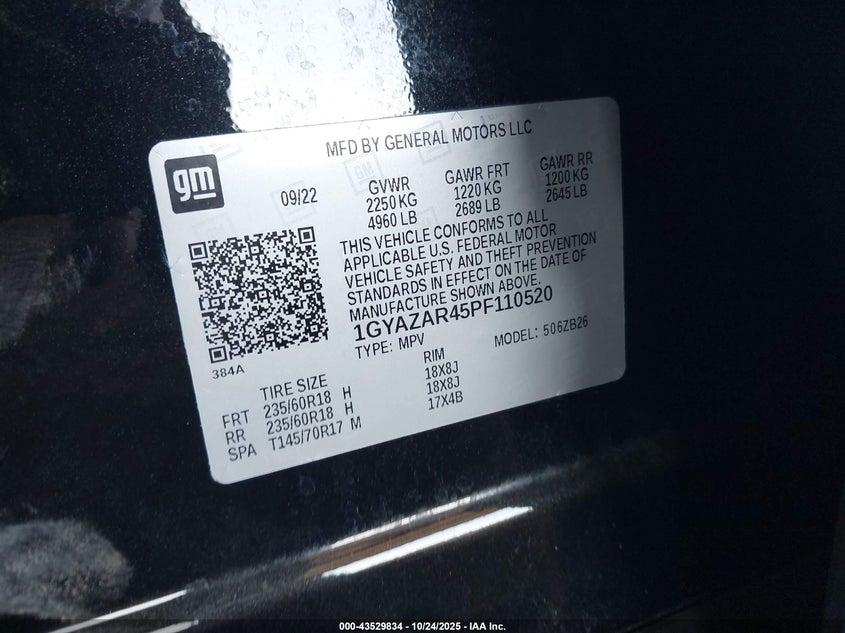 MFD BY GENERAL MOTORS LLC
gm
09/22
GVWR
2250 KG
4960 LB
GAWR FRT
1220 KG
2689 LB
GAWR RR
1200 KG
2645 LB
THIS VEHICLE CONFORMS TO ALL
APPLICABLE U.S. FEDERAL MOTOR
VEHICLE SAFETY AND THEFT PREVENTION
STANDARDS IN EFFECT ON THE DATE OF
MANUFACTURE SHOWN ABOVE.
1GYAZAR45PF110520
TYPE: MPV MODEL: 506ZB26
384A
TIRE SIZE RIM
FRT 235/60R18 H 18X8J
RR 235/60R18 H 18X8J
SPA T145/70R17 M 17X4B
000-43529834 - 10/24/2025 - IAA Inc.